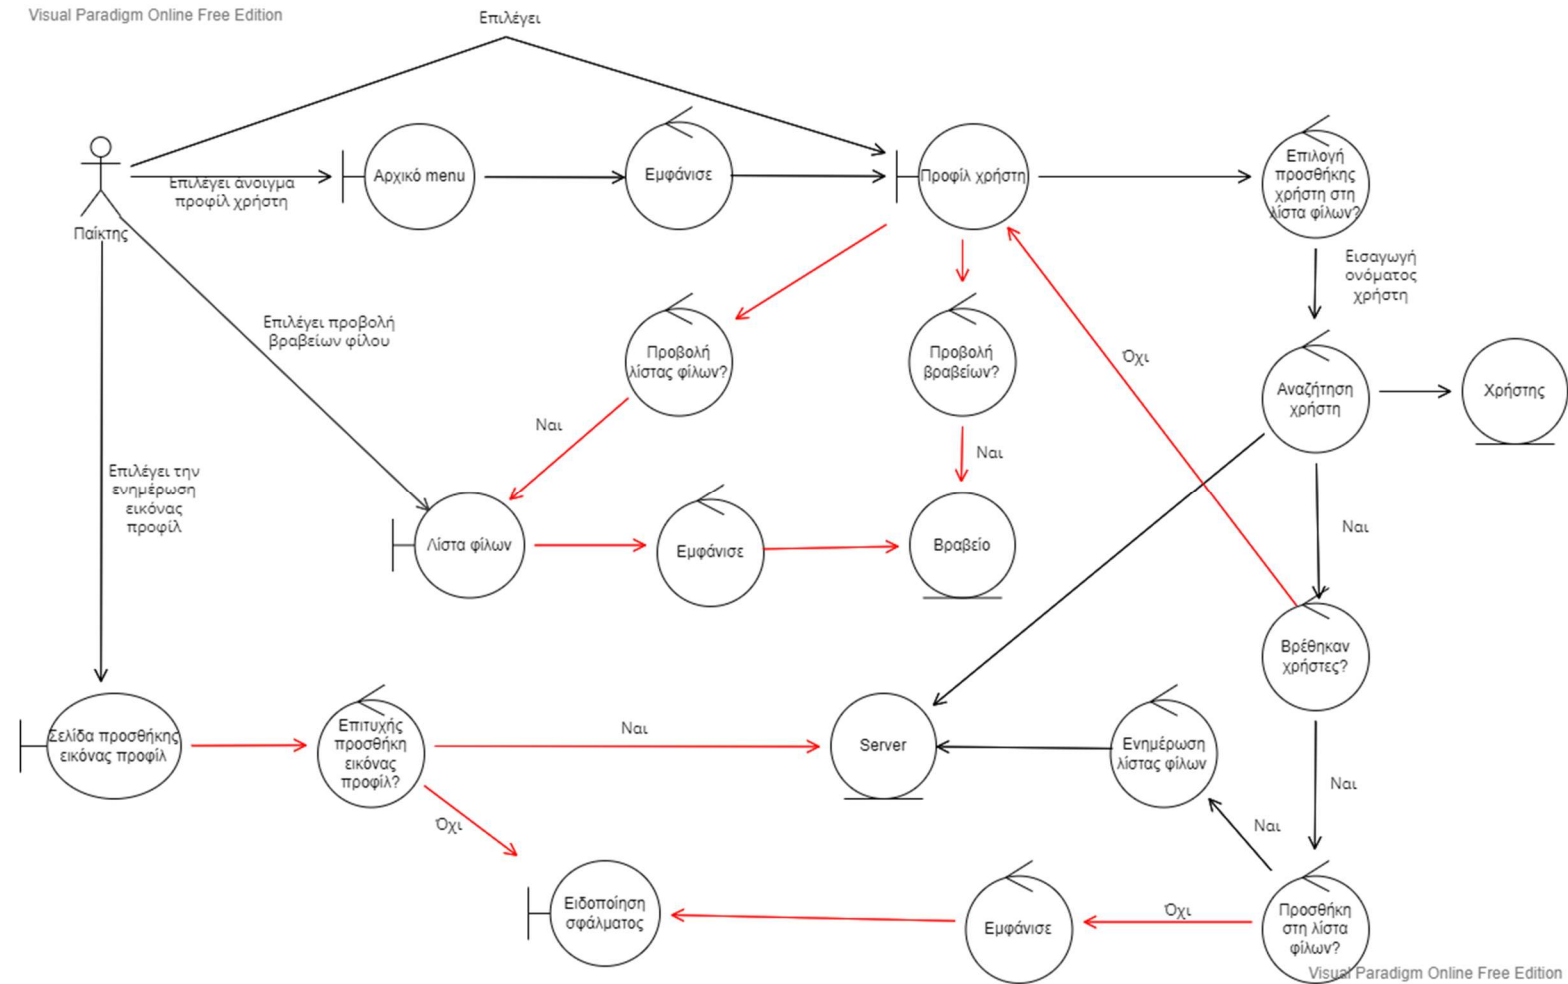 Visual Paradigm Online Free Edition
Επιλέγει
Παίκτης
Επιλέγει άνοιγμα
προφίλ χρήστη
Αρχικό menu
Εμφάνισε
Προφίλ χρήστη
Επιλογή
προσθήκης
χρήστη στη
λίστα φίλων?
Εισαγωγή
ονόματος
χρήστη
Επιλέγει προβολή
βραβείων φίλου
Προβολή
λίστας φίλων?
Προβολή
βραβείων?
Όχι
Αναζήτηση
χρήστη
Χρήστης
Ναι
Ναι
Επιλέγει την
ενημέρωση
εικόνας
προφίλ
Ναι
Λίστα φίλων
Εμφάνισε
Βραβείο
Βρέθηκαν
χρήστες?
Σελίδα προσθήκης
εικόνας προφίλ
Επιτυχής
προσθήκη
εικόνας
προφίλ?
Ναι
Server
Ενημέρωση
λίστας φίλων
Ναι
Όχι
Ναι
Ειδοποίηση
σφάλματος
Εμφάνισε
Όχι
Προσθήκη
στη λίστα
φίλων?
Visual Paradigm Online Free Edition